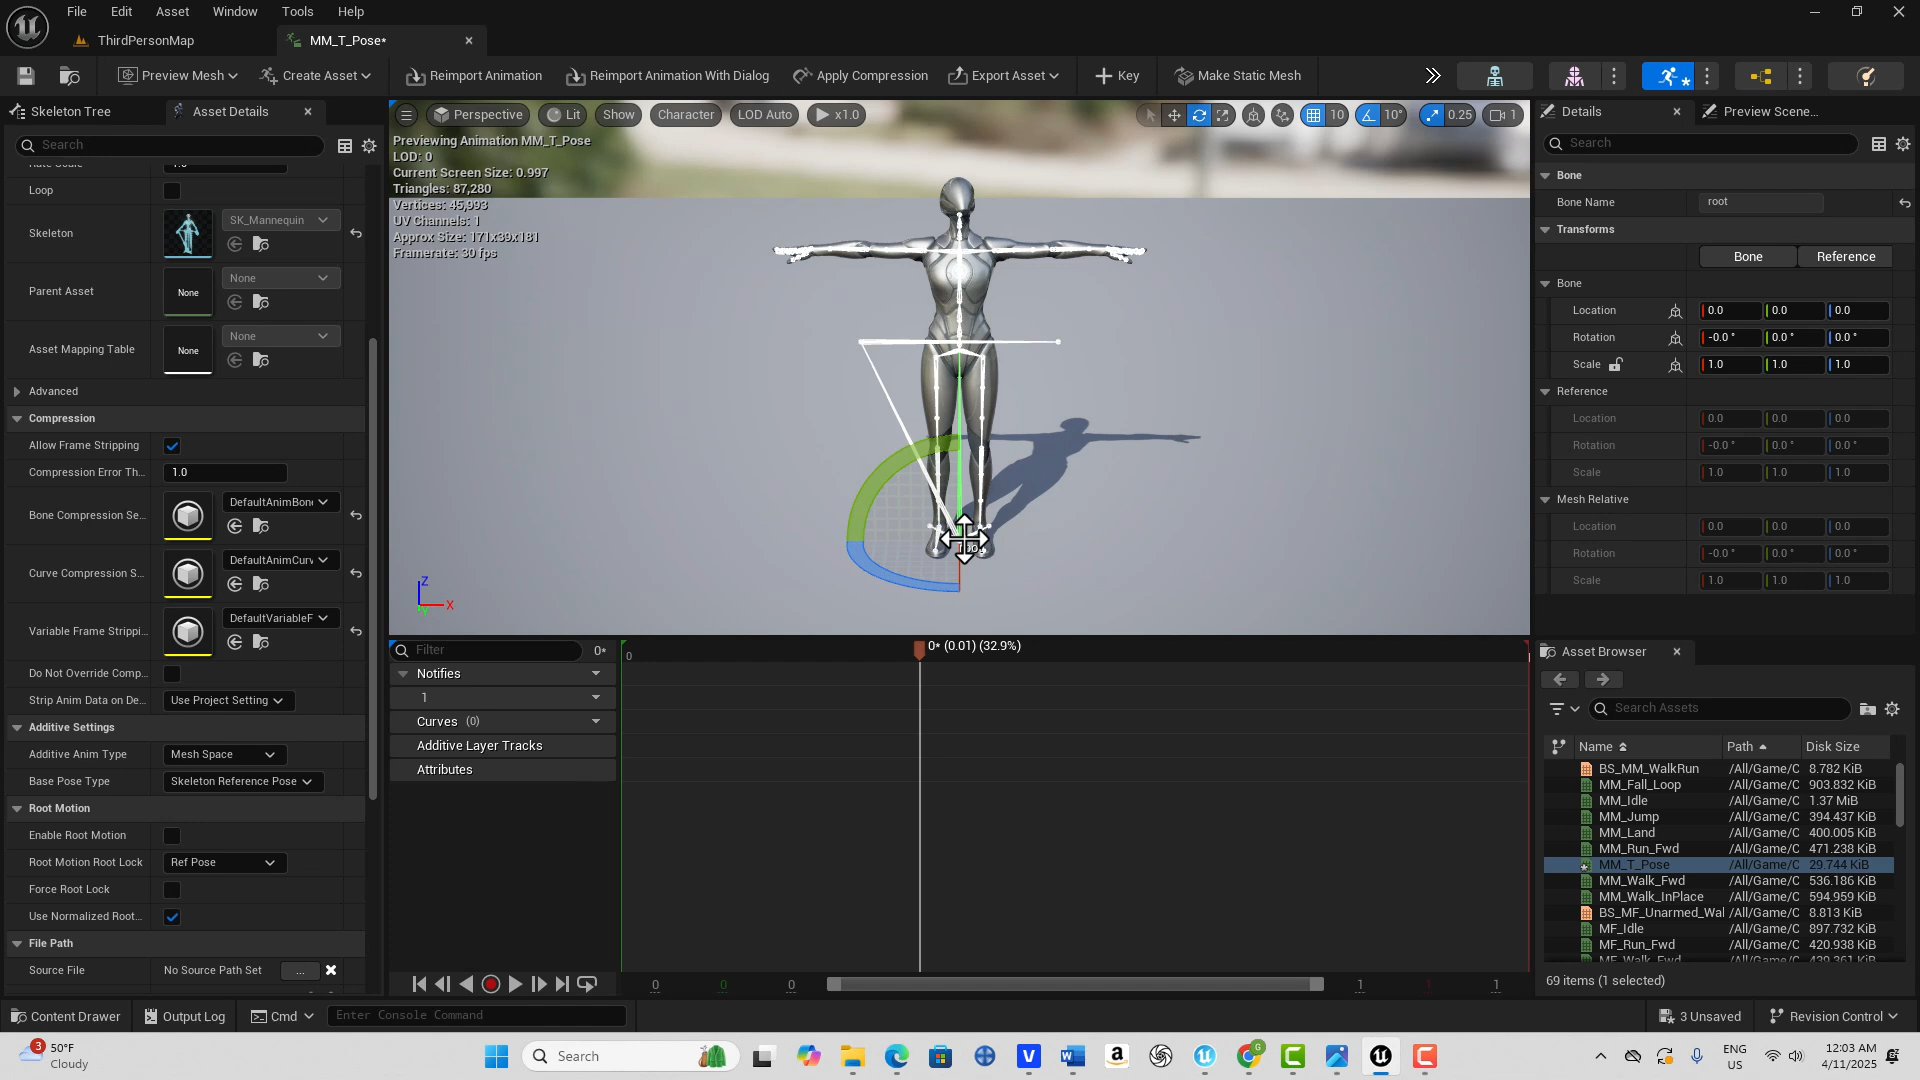 File Edit Asset Window Tools Help
ThirdPersonMap
MM_T_Pose*
Preview Mesh
Create Asset
Reimport Animation
Reimport Animation With Dialog
Apply Compression
Export Asset
Key
Make Static Mesh
Skeleton Tree
Asset Details
Search
Loop
Skeleton
SK_Mannequin
Parent Asset
None
None
Asset Mapping Table
None
None
Advanced
Compression
Allow Frame Stripping
Compression Error Th...
1.0
Bone Compression Se...
DefaultAnimBon
Curve Compression S...
DefaultAnimCur
Variable Frame Strippi...
DefaultVariableF
Do Not Override Comp...
Strip Anim Data on De...
Use Project Setting
Additive Settings
Additive Anim Type
Mesh Space
Base Pose Type
Skeleton Reference Pose
Root Motion
Enable Root Motion
Root Motion Root Lock
Ref Pose
Force Root Lock
Use Normalized Root...
File Path
Source File
No Source Path Set
...
Perspective
Lit
Show
Character
LOD Auto
x1.0
10
10°
0.25
1
Previewing Animation MM_T_Pose
LOD: 0
Current Screen Size: 0.997
Triangles: 87,280
Vertices: 45,993
UV Channels: 1
Approx Size: 171x39x181
Framerate: 30 fps
Z
X
Filter
0*
Notifies
1
Curves (0)
Additive Layer Tracks
Attributes
0
0* (0.01) (32.9%)
0
0
0
1
1
1
Details
Preview Scene...
Search
Bone
Bone Name
root
Transforms
Bone
Reference
Bone
Location 0.0 0.0 0.0
Rotation -0.0 ° 0.0 ° 0.0 °
Scale 1.0 1.0 1.0
Reference
Location 0.0 0.0 0.0
Rotation -0.0 ° 0.0 ° 0.0 °
Scale 1.0 1.0 1.0
Mesh Relative
Location 0.0 0.0 0.0
Rotation -0.0 ° 0.0 ° 0.0 °
Scale 1.0 1.0 1.0
Asset Browser
Search Assets
Name Path Disk Size
BS_MM_WalkRun /All/Game/C 8.782 KiB
MM_Fall_Loop /All/Game/C 903.832 KiB
MM_Idle /All/Game/C 1.37 MiB
MM_Jump /All/Game/C 394.437 KiB
MM_Land /All/Game/C 400.005 KiB
MM_Run_Fwd /All/Game/C 471.238 KiB
MM_T_Pose /All/Game/C 29.744 KiB
MM_Walk_Fwd /All/Game/C 536.186 KiB
MM_Walk_InPlace /All/Game/C 594.959 KiB
BS_MF_Unarmed_Wal /All/Game/C 8.813 KiB
MF_Idle /All/Game/C 897.732 KiB
MF_Run_Fwd /All/Game/C 420.938 KiB
MF_Walk_Fwd /All/Game/C 439.361 KiB
69 items (1 selected)
Content Drawer
Output Log
Cmd
Enter Console Command
3 Unsaved
Revision Control
3
50°F
Cloudy
Search
ENG
US
12:03 AM
4/11/2025